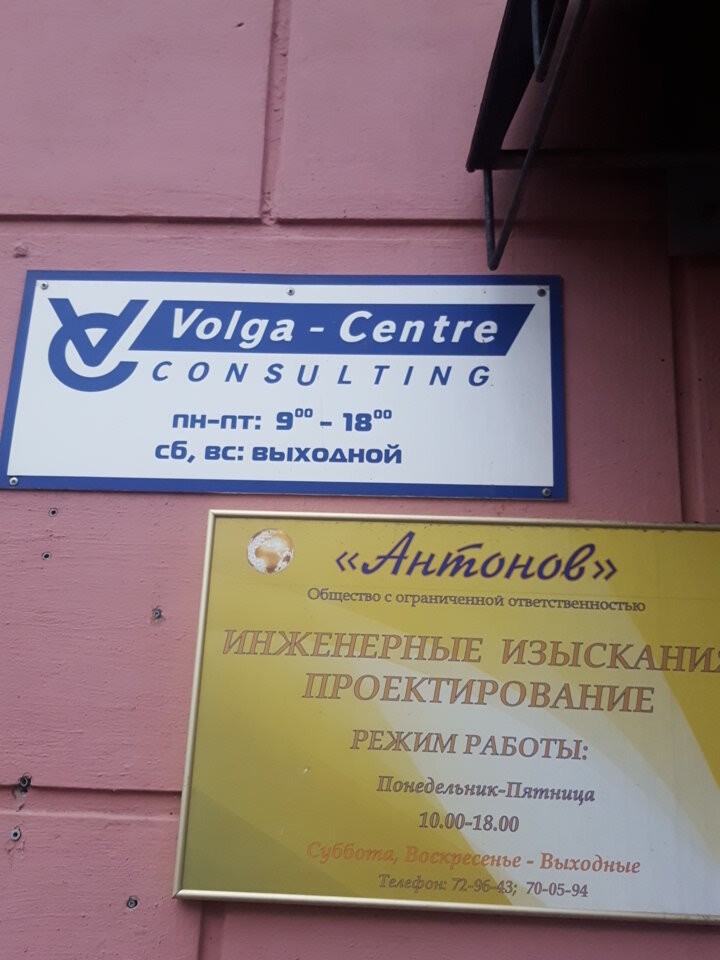 Volga - Centre
CONSULTING
пн-пт: 9⁰⁰ - 18⁰⁰
сб, вс: выходной
«Антонов»
Общество с ограниченной ответственностью
ИНЖЕНЕРНЫЕ ИЗЫСКАНИЯ
ПРОЕКТИРОВАНИЕ
РЕЖИМ РАБОТЫ:
Понедельник-Пятница
10.00-18.00
Суббота, Воскресенье - Выходные
Телефон: 72-96-43; 70-05-94